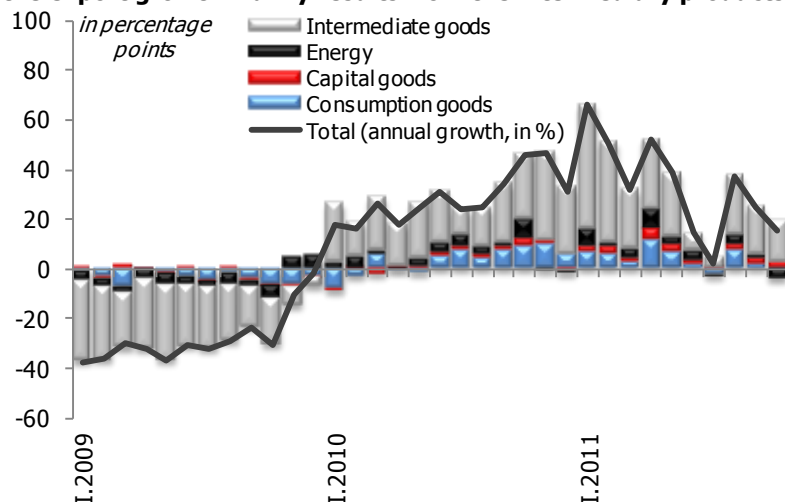 100
in percentage
points
80
60
40
20
0
-20
-40
-60
Intermediate goods
Energy
Capital goods
Consumption goods
Total (annual growth, in %)
I.2009
I.2010
I.2011